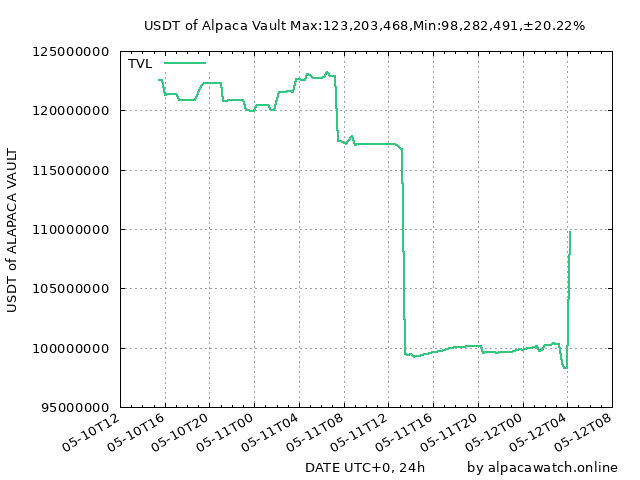 USDT of Alpaca Vault Max:123,203,468,Min:98,282,491,±20.22%
TVL
125000000
120000000
115000000
110000000
105000000
100000000
95000000
USDT of ALAPACA VAULT
05-10T12
05-10T16
05-10T20
05-11T00
05-11T04
05-11T08
05-11T12
05-11T16
05-11T20
05-12T00
05-12T04
05-12T08
DATE UTC+0, 24h
by alpacawatch.online